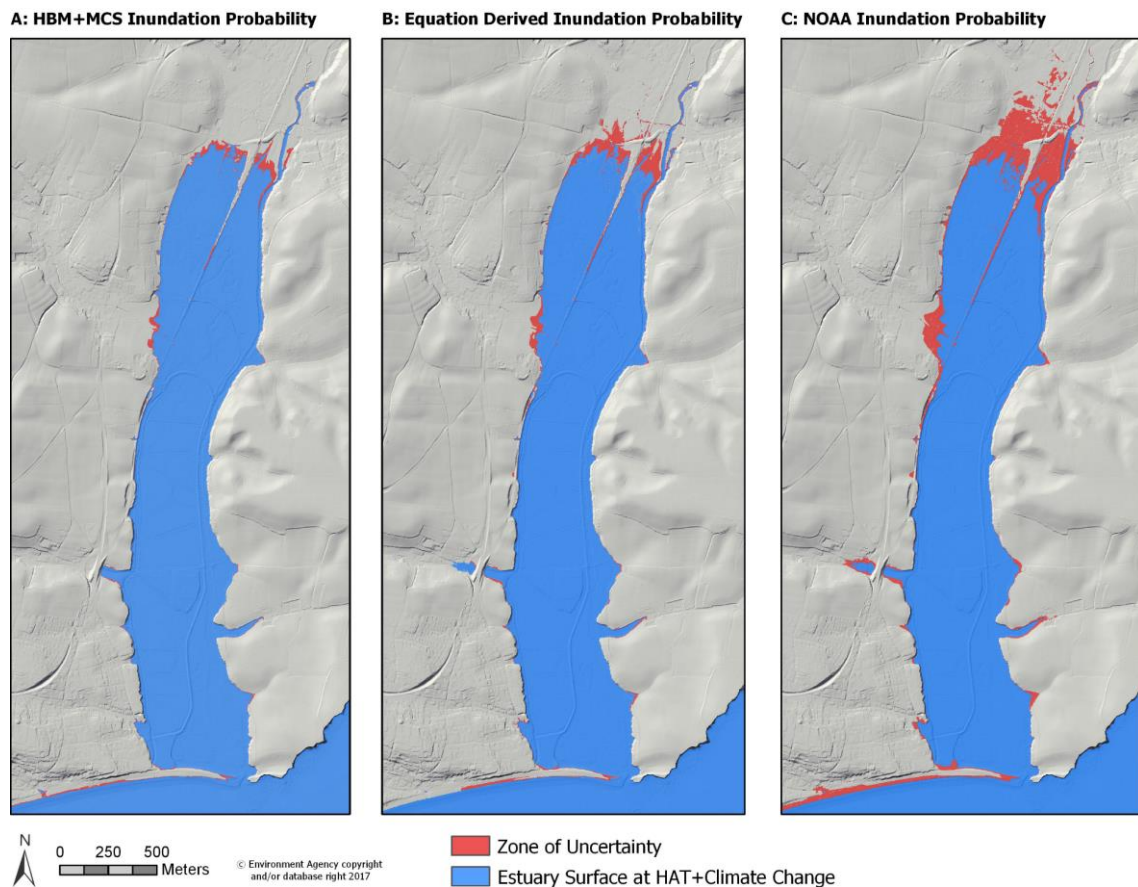 A: HBM+MCS Inundation Probability
B: Equation Derived Inundation Probability
C: NOAA Inundation Probability
N
0 250 500
Meters
© Environment Agency copyright
and/or database right 2017
Zone of Uncertainty
Estuary Surface at HAT+Climate Change